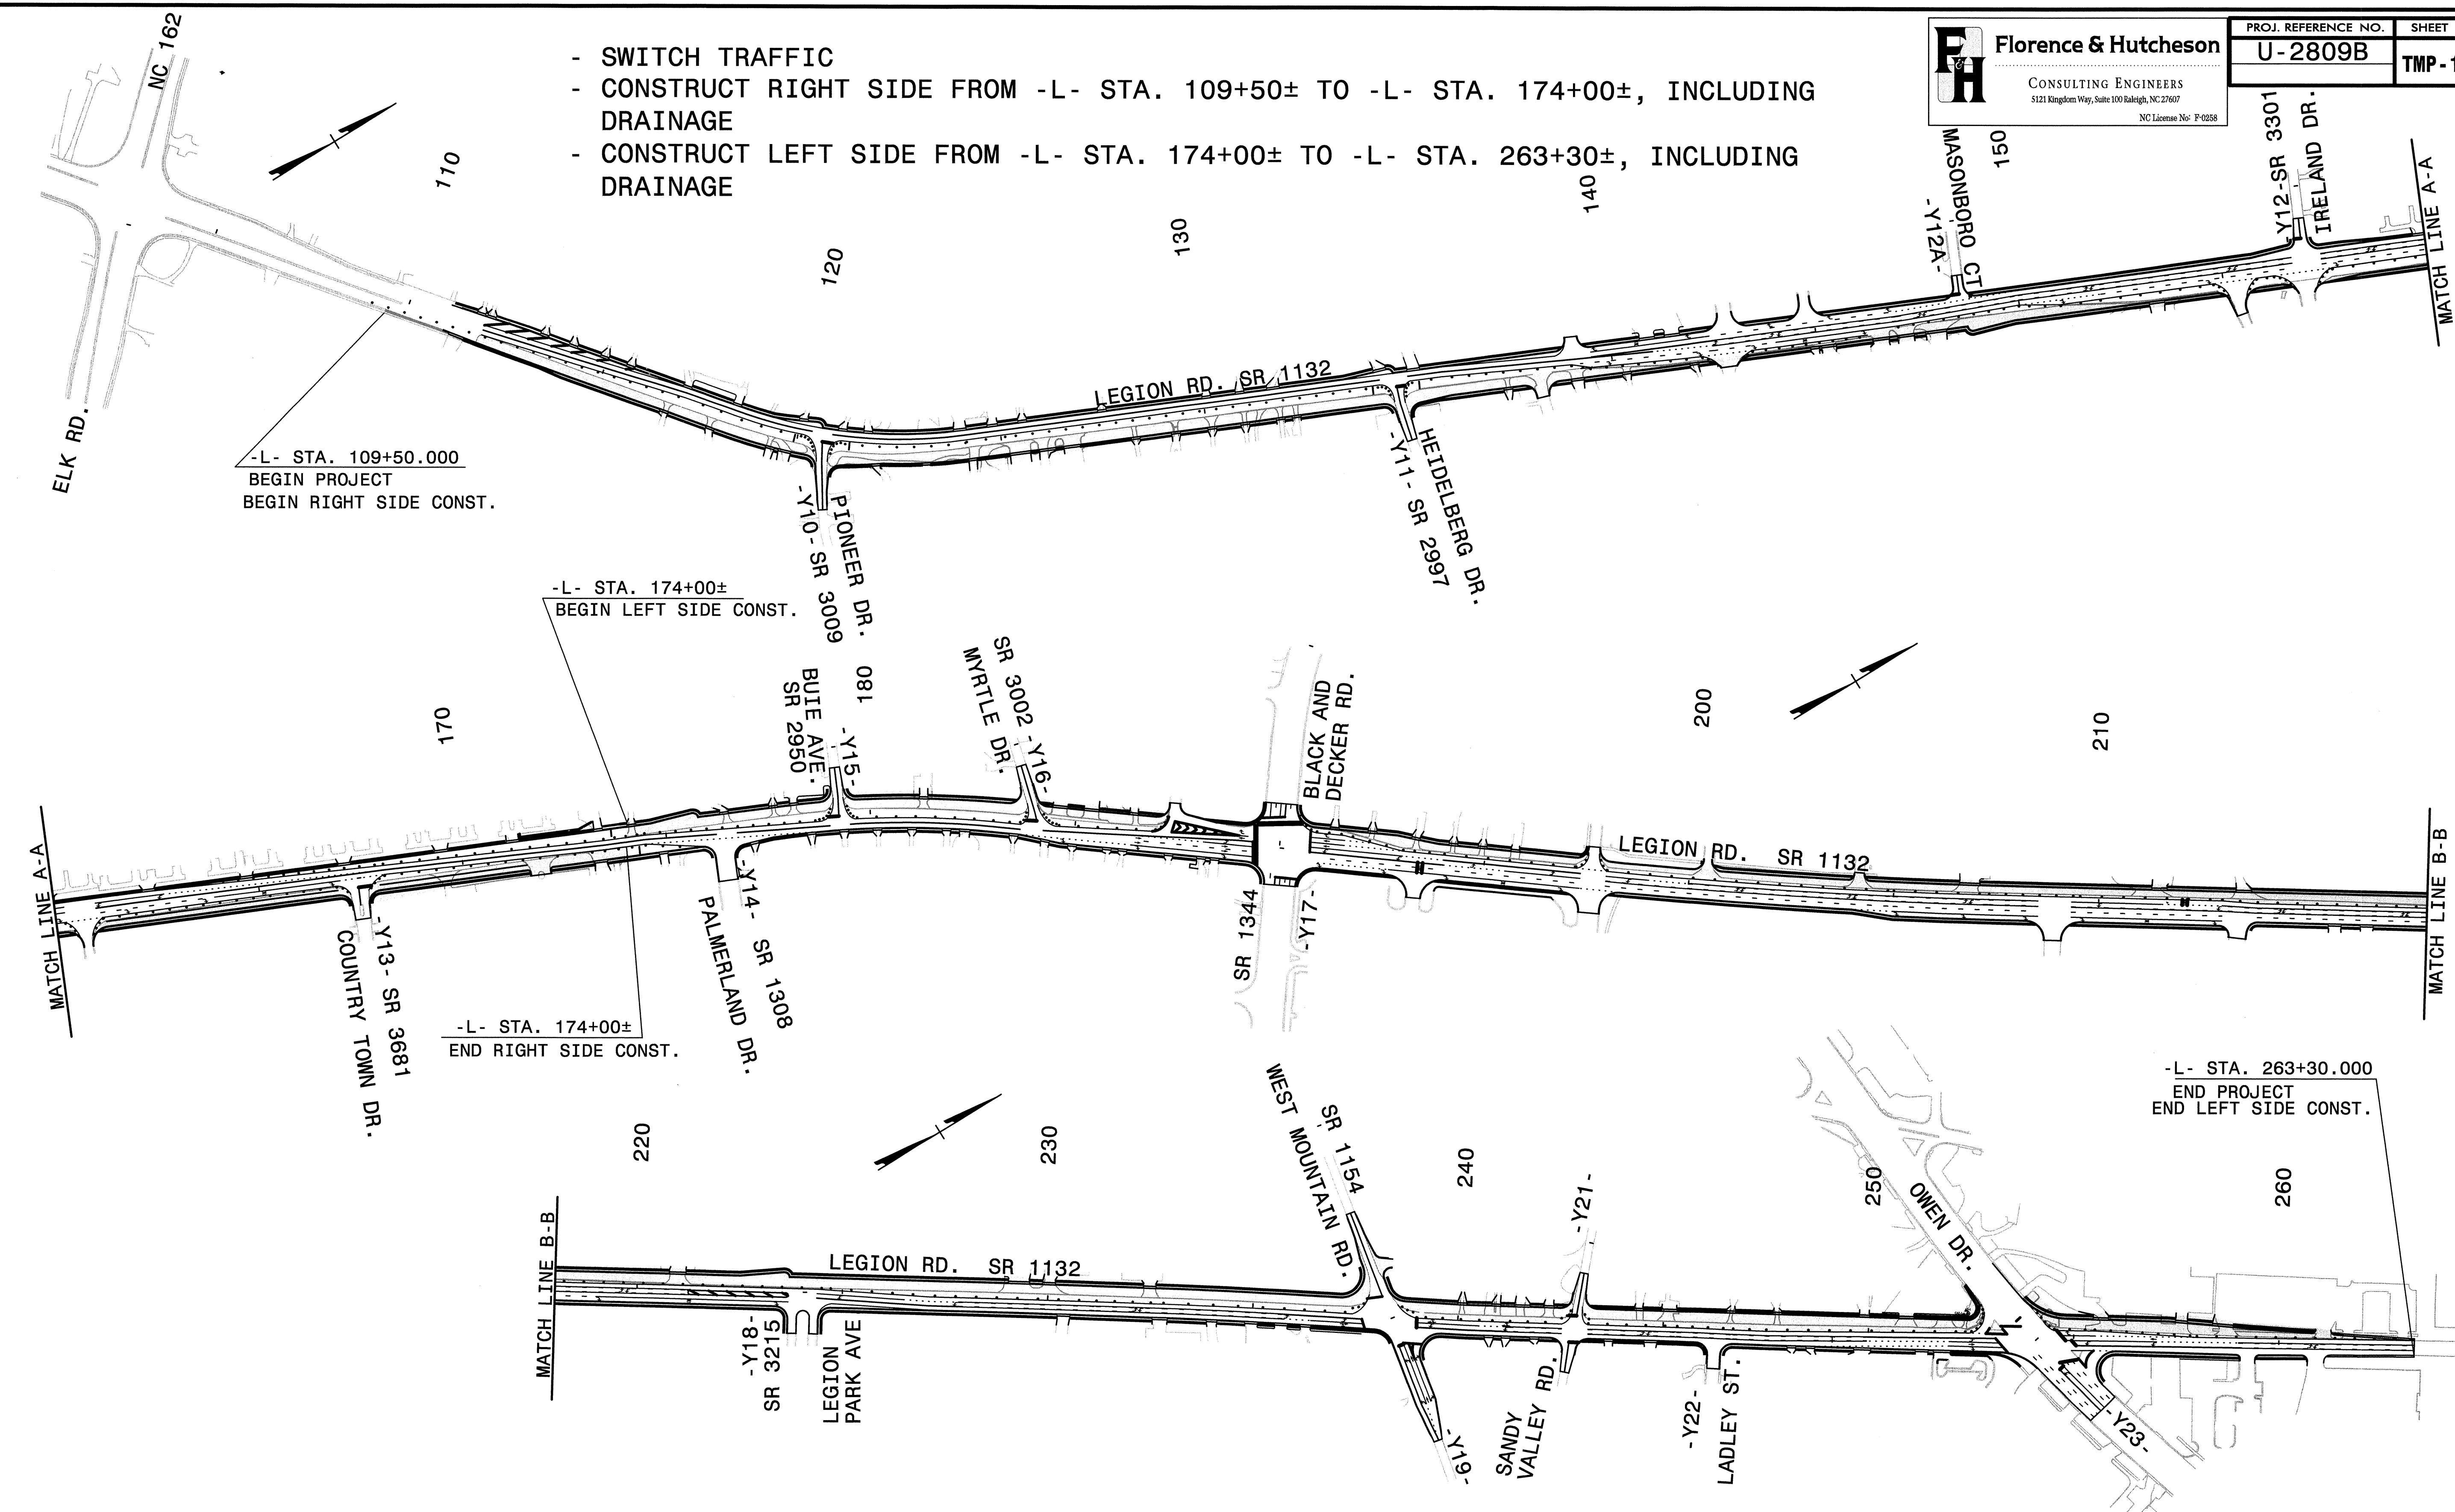 - SWITCH TRAFFIC
- CONSTRUCT RIGHT SIDE FROM -L- STA. 109+50± TO -L- STA. 174+00±, INCLUDING
DRAINAGE
- CONSTRUCT LEFT SIDE FROM -L- STA. 174+00± TO -L- STA. 263+30±, INCLUDING
DRAINAGE
F&H
Florence & Hutcheson
CONSULTING ENGINEERS
5121 Kingdom Way, Suite 100 Raleigh, NC 27607
NC License No: F-0258
PROJ. REFERENCE NO.
SHEET
U-2809B
TMP-1
NC 162
ELK RD.
110
120
130
140
150
-L- STA. 109+50.000
BEGIN PROJECT
BEGIN RIGHT SIDE CONST.
LEGION RD. SR 1132
-Y10- SR 3009
PIONEER DR.
-Y11- SR 2997
HEIDELBERG DR.
-Y12A-
MASONBORO CT
Y12-SR 3301
IRELAND DR.
MATCH LINE A-A
MATCH LINE A-A
170
180
200
210
-L- STA. 174+00±
BEGIN LEFT SIDE CONST.
-L- STA. 174+00±
END RIGHT SIDE CONST.
-Y13- SR 3681
COUNTRY TOWN DR.
-Y14- SR 1308
PALMERLAND DR.
BUIE AVE.
SR 2950
-Y15-
SR 3002 -Y16-
MYRTLE DR.
BLACK AND
DECKER RD.
SR 1344
-Y17-
LEGION RD. SR 1132
MATCH LINE B-B
MATCH LINE B-B
220
230
240
250
260
LEGION RD. SR 1132
-Y18-
SR 3215
LEGION
PARK AVE
WEST MOUNTAIN RD.
SR 1154
-Y19-
-Y21-
SANDY
VALLEY RD.
-Y22-
LADLEY ST.
OWEN DR.
-Y23-
-L- STA. 263+30.000
END PROJECT
END LEFT SIDE CONST.